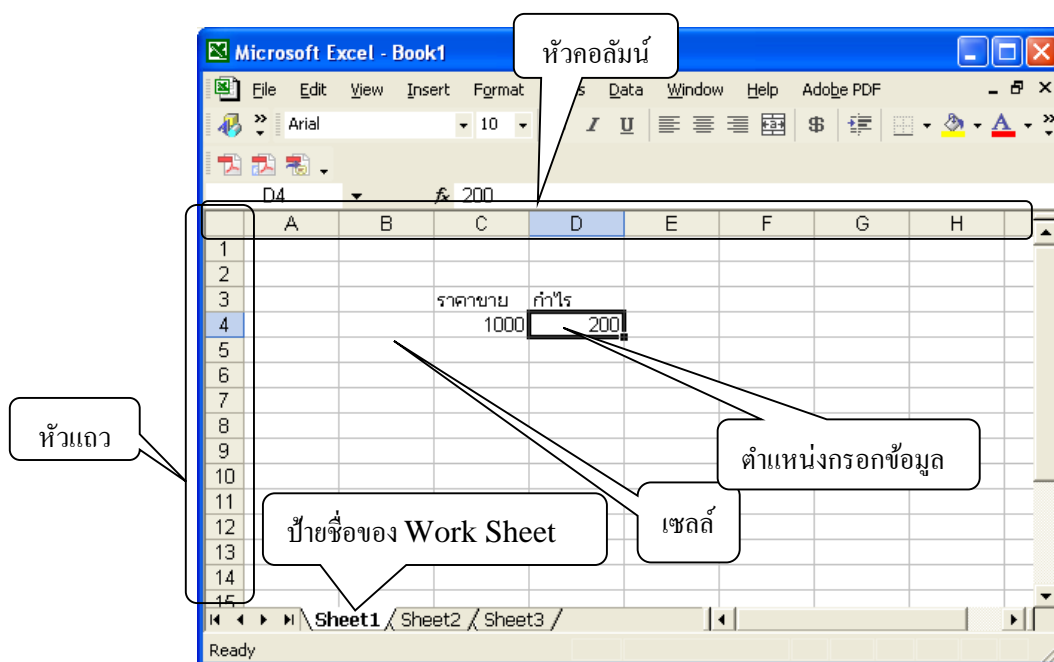 Microsoft Excel - Book1
หัวคอลัมน์
File Edit View Insert Format s Data Window Help Adobe PDF
Arial 10 I U
D4 fx 200
A B C D E F G H
1
2
3 ราคาขาย กำไร
4 1000 200
5
6
7
8
หัวแถว
9
ตำแหน่งกรอกข้อมูล
10
11
12
ป้ายชื่อของ Work Sheet
เซลล์
13
14
15
Sheet1 Sheet2 Sheet3
Ready